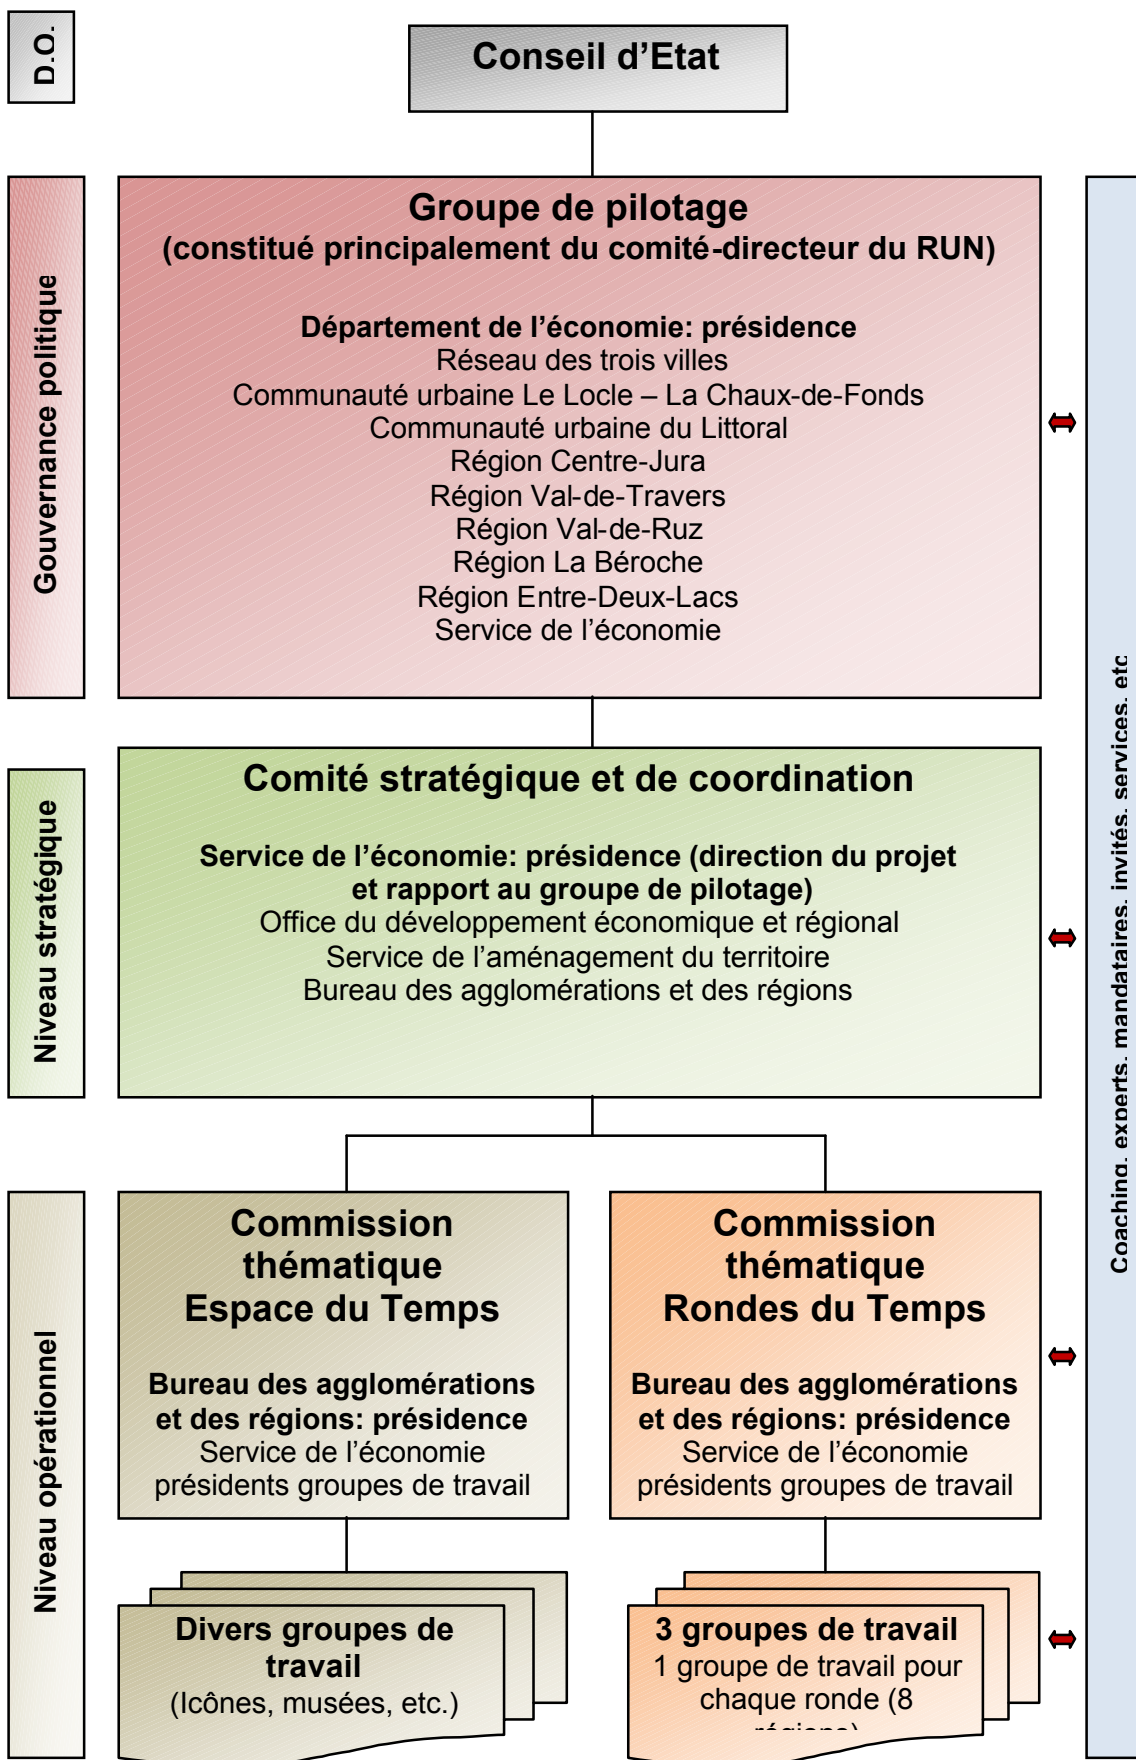 D.O.
Conseil d’Etat
Gouvernance politique
Groupe de pilotage
(constitué principalement du comité-directeur du RUN)
Département de l’économie: présidence
Réseau des trois villes
Communauté urbaine Le Locle – La Chaux-de-Fonds
Communauté urbaine du Littoral
Région Centre-Jura
Région Val-de-Travers
Région Val-de-Ruz
Région La Béroche
Région Entre-Deux-Lacs
Service de l’économie
Niveau stratégique
Comité stratégique et de coordination
Service de l’économie: présidence (direction du projet
et rapport au groupe de pilotage)
Office du développement économique et régional
Service de l’aménagement du territoire
Bureau des agglomérations et des régions
Niveau opérationnel
Commission
thématique
Espace du Temps
Bureau des agglomérations
et des régions: présidence
Service de l’économie
présidents groupes de travail
Commission
thématique
Rondes du Temps
Bureau des agglomérations
et des régions: présidence
Service de l’économie
présidents groupes de travail
Divers groupes de
travail
(Icônes, musées, etc.)
3 groupes de travail
1 groupe de travail pour
chaque ronde (8
régions)
Coaching, experts, mandataires, invités, services, etc